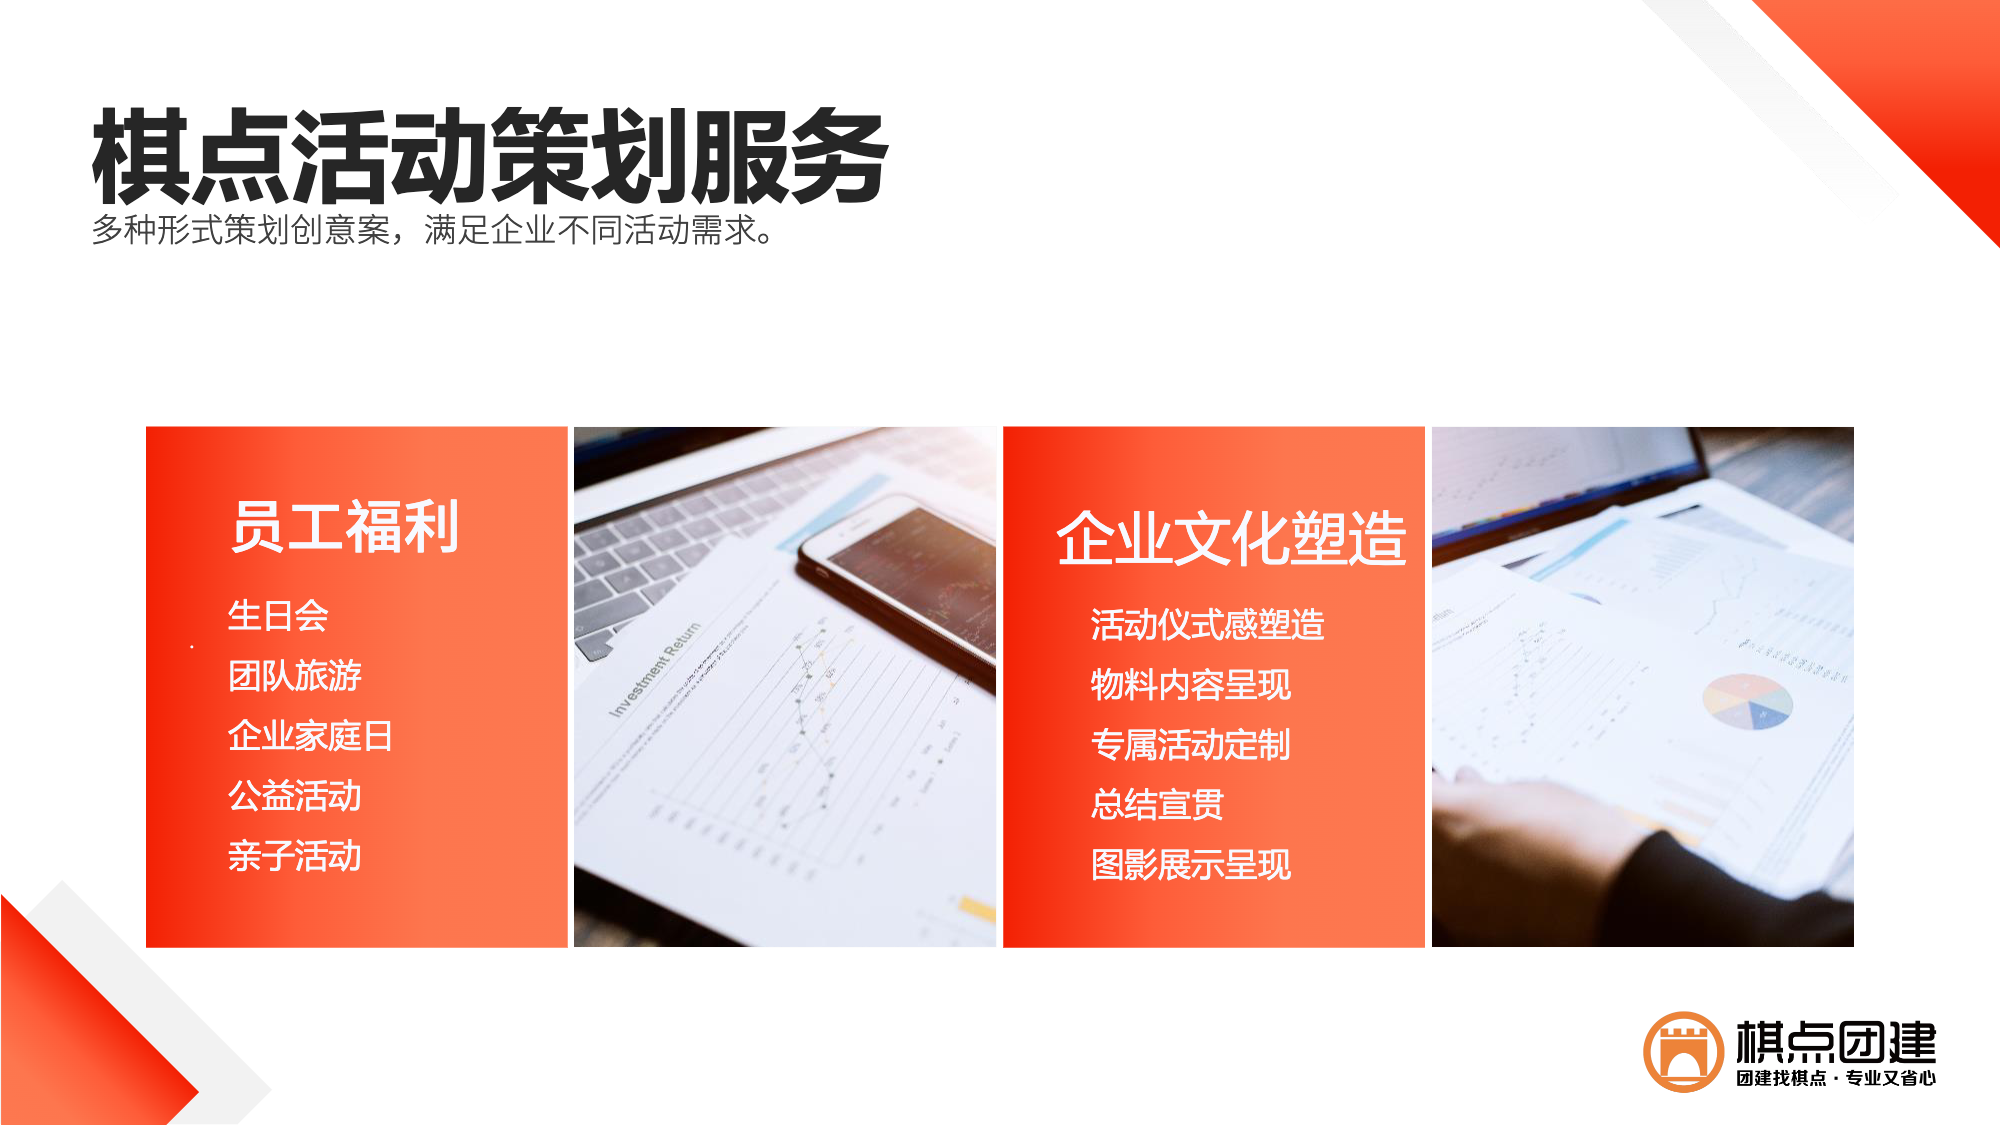 棋点活动策划服务
多种形式策划创意案，满足企业不同活动需求。
员工福利
生日会
团队旅游
企业家庭日
公益活动
亲子活动
Investment Return
企业文化塑造
活动仪式感塑造
物料内容呈现
专属活动定制
总结宣贯
图影展示呈现
棋点团建
团建找棋点·专业又省心